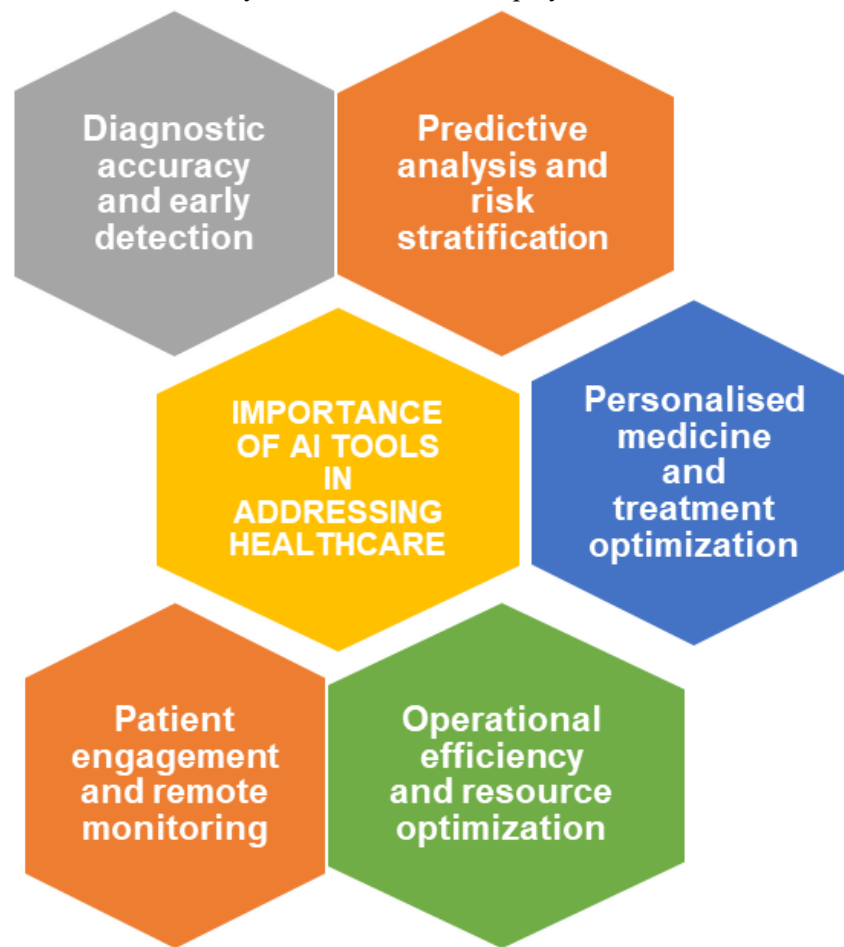 Diagnostic
accuracy
and early
detection
Predictive
analysis and
risk
stratification
IMPORTANCE
OF AI TOOLS
IN
ADDRESSING
HEALTHCARE
Personalised
medicine
and
treatment
optimization
Patient
engagement
and remote
monitoring
Operational
efficiency
and resource
optimization